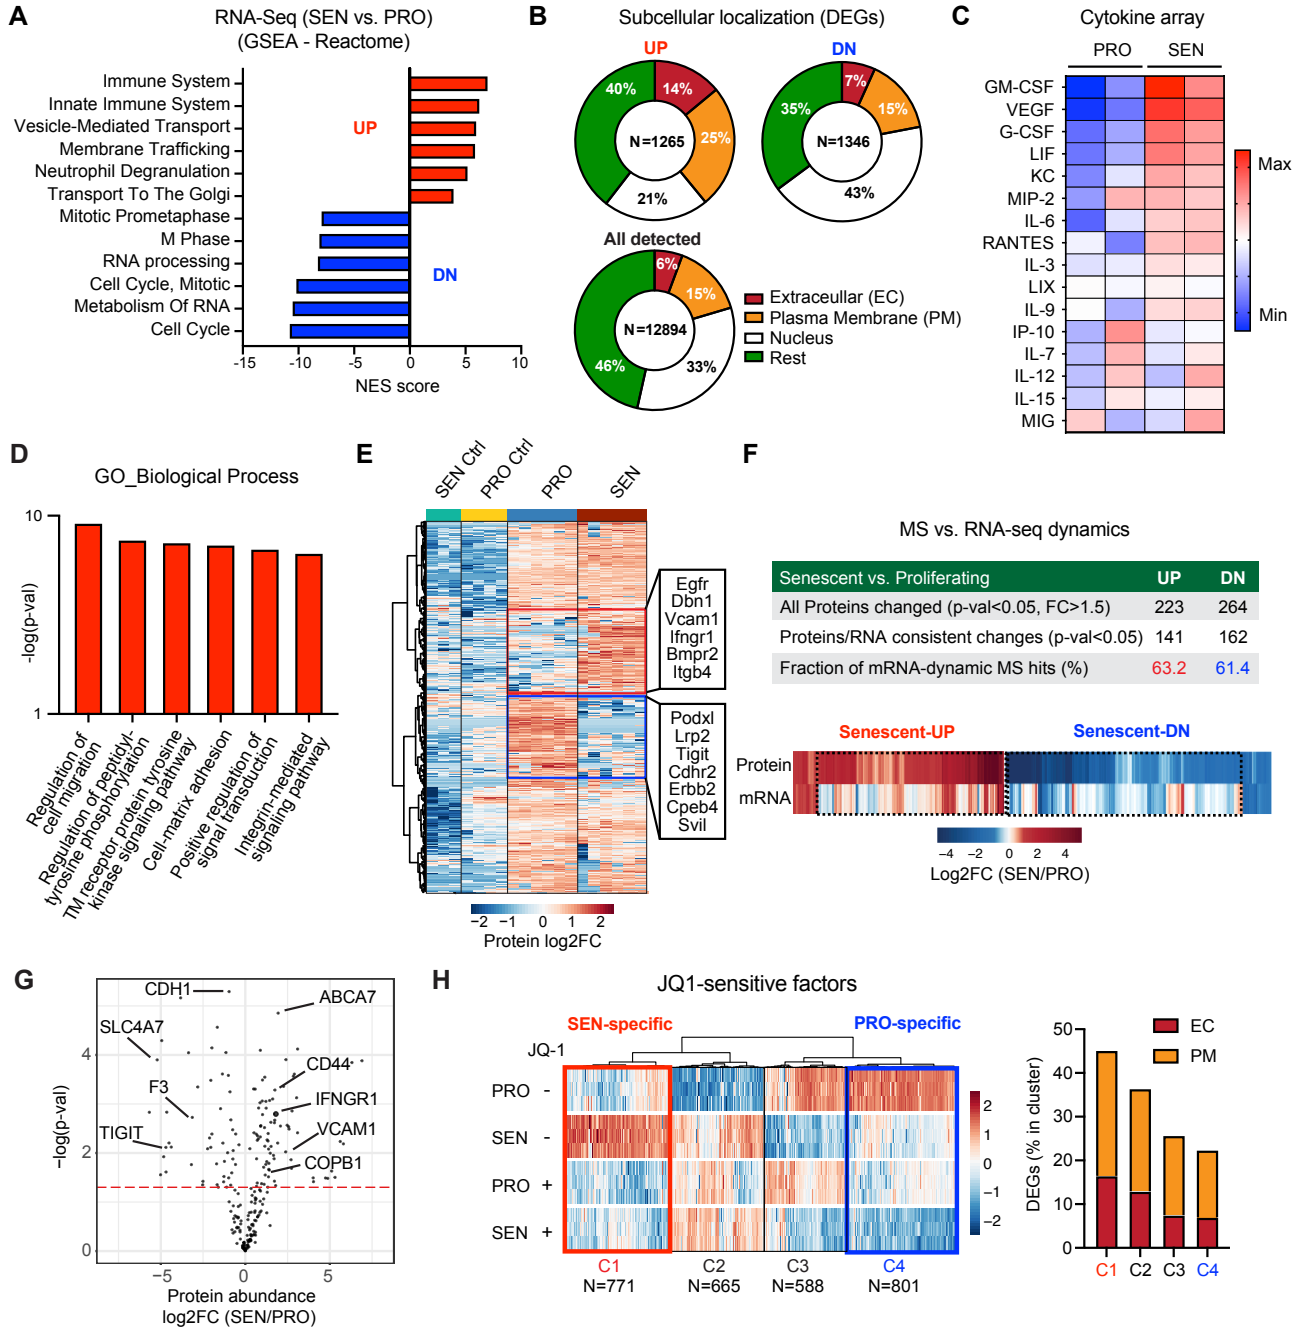 A
RNA-Seq (SEN vs. PRO)
(GSEA - Reactome)
Immune System
Innate Immune System
Vesicle-Mediated Transport
Membrane Trafficking
Neutrophil Degranulation
Transport To The Golgi
Mitotic Prometaphase
M Phase
RNA processing
Cell Cycle, Mitotic
Metabolism Of RNA
Cell Cycle
UP
DN
-15 -10 -5 0 5 10
NES score
B
Subcellular localization (DEGs)
UP
40%
14%
25%
21%
N=1265
DN
7%
15%
43%
35%
N=1346
All detected
6%
15%
33%
46%
N=12894
Extraceullar (EC)
Plasma Membrane (PM)
Nucleus
Rest
C
Cytokine array
PRO SEN
GM-CSF
VEGF
G-CSF
LIF
KC
MIP-2
IL-6
RANTES
IL-3
LIX
IL-9
IP-10
IL-7
IL-12
IL-15
MIG
Max
Min
D
GO_Biological Process
10
1
-log(p-val)
Regulation of
cell migration
Regulation of peptidyl-
tyrosine phosphorylation
TM receptor protein tyrosine
kinase signaling pathway
Cell-matrix adhesion
Positive regulation of
signal transduction
Integrin-mediated
signaling pathway
E
SEN Ctrl
PRO Ctrl
PRO
SEN
Egfr
Dbn1
Vcam1
Ifngr1
Bmpr2
Itgb4
Podxl
Lrp2
Tigit
Cdhr2
Erbb2
Cpeb4
Svil
−2 −1 0 1 2
Protein log2FC
F
MS vs. RNA-seq dynamics
Senescent vs. Proliferating UP DN
All Proteins changed (p-val<0.05, FC>1.5) 223 264
Proteins/RNA consistent changes (p-val<0.05) 141 162
Fraction of mRNA-dynamic MS hits (%) 63.2 61.4
Senescent-UP
Senescent-DN
Protein
mRNA
−4 −2 0 2 4
Log2FC (SEN/PRO)
G
CDH1
ABCA7
SLC4A7
CD44
F3
IFNGR1
TIGIT
VCAM1
COPB1
4
2
0
−log(p-val)
−5 0 5
Protein abundance
log2FC (SEN/PRO)
H
JQ1-sensitive factors
SEN-specific
PRO-specific
JQ-1
PRO -
SEN -
PRO +
SEN +
C1 C2 C3 C4
N=771 N=665 N=588 N=801
2
1
0
−1
−2
EC
PM
50
40
30
20
10
0
DEGs (% in cluster)
C1 C2 C3 C4